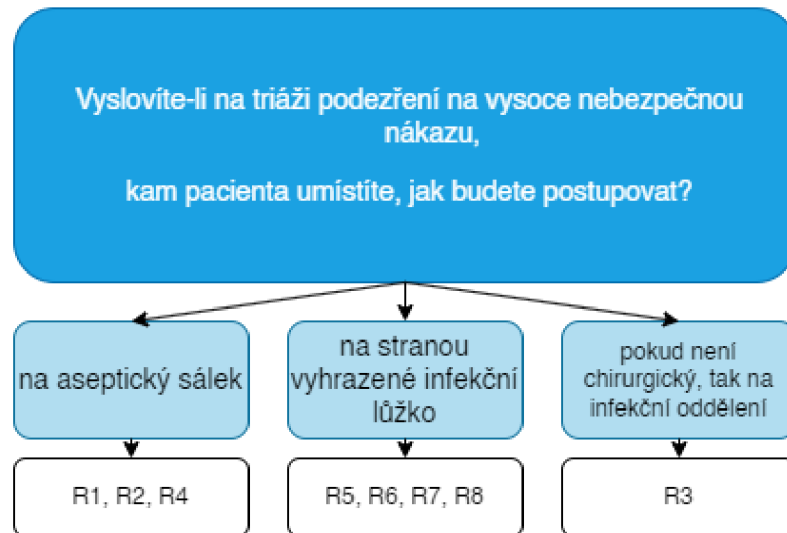 Vyslovíte-li na triáži podezření na vysoce nebezpečnou
nákazu,
kam pacienta umístíte, jak budete postupovat?
na aseptický sálek
na stranou
vyhrazené infekční
lůžko
pokud není
chirurgický, tak na
infekční oddělení
R1, R2, R4
R5, R6, R7, R8
R3